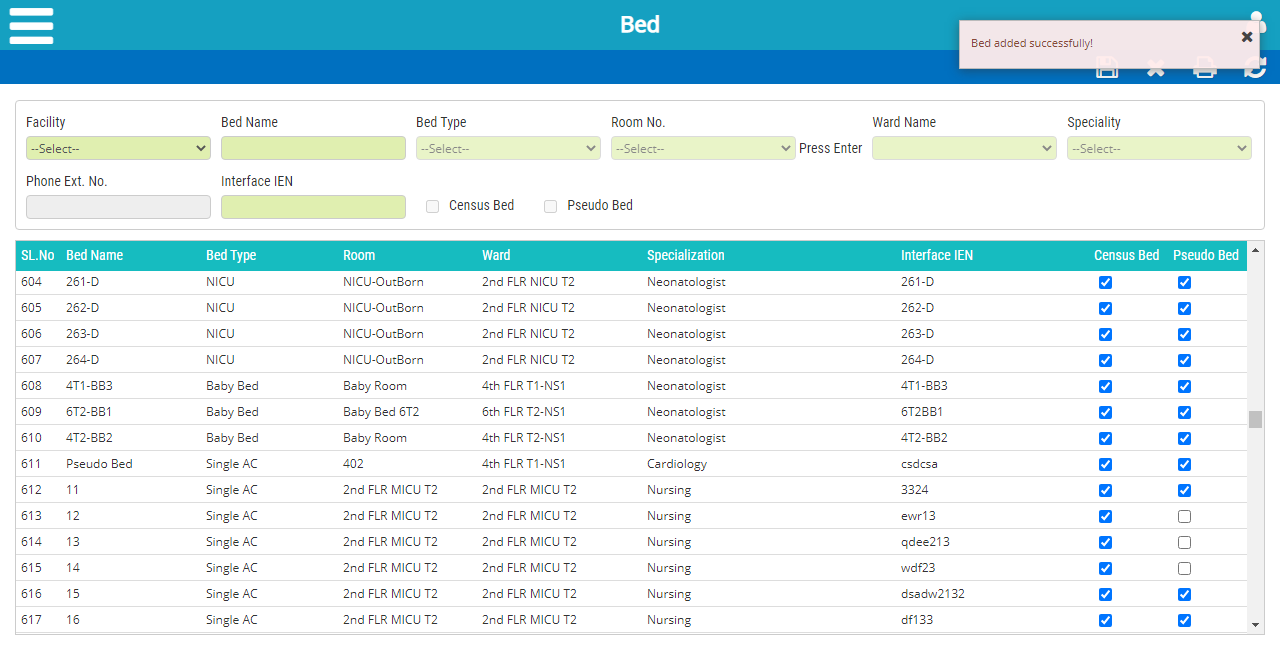 Bed
Bed added successfully!
Facility Bed Name Bed Type Room No. Ward Name Speciality
--Select-- --Select-- --Select-- Press Enter --Select--
Phone Ext. No. Interface IEN
Census Bed Pseudo Bed
SL.No Bed Name Bed Type Room Ward Specialization Interface IEN Census Bed Pseudo Bed
604 261-D NICU NICU-OutBorn 2nd FLR NICU T2 Neonatologist 261-D
605 262-D NICU NICU-OutBorn 2nd FLR NICU T2 Neonatologist 262-D
606 263-D NICU NICU-OutBorn 2nd FLR NICU T2 Neonatologist 263-D
607 264-D NICU NICU-OutBorn 2nd FLR NICU T2 Neonatologist 264-D
608 4T1-BB3 Baby Bed Baby Room 4th FLR T1-NS1 Neonatologist 4T1-BB3
609 6T2-BB1 Baby Bed Baby Bed 6T2 6th FLR T2-NS1 Neonatologist 6T2BB1
610 4T2-BB2 Baby Bed Baby Room 4th FLR T2-NS1 Neonatologist 4T2-BB2
611 Pseudo Bed Single AC 402 4th FLR T1-NS1 Cardiology csdcsa
612 11 Single AC 2nd FLR MICU T2 2nd FLR MICU T2 Nursing 3324
613 12 Single AC 2nd FLR MICU T2 2nd FLR MICU T2 Nursing ewr13
614 13 Single AC 2nd FLR MICU T2 2nd FLR MICU T2 Nursing qdee213
615 14 Single AC 2nd FLR MICU T2 2nd FLR MICU T2 Nursing wdf23
616 15 Single AC 2nd FLR MICU T2 2nd FLR MICU T2 Nursing dsadw2132
617 16 Single AC 2nd FLR MICU T2 2nd FLR MICU T2 Nursing df133